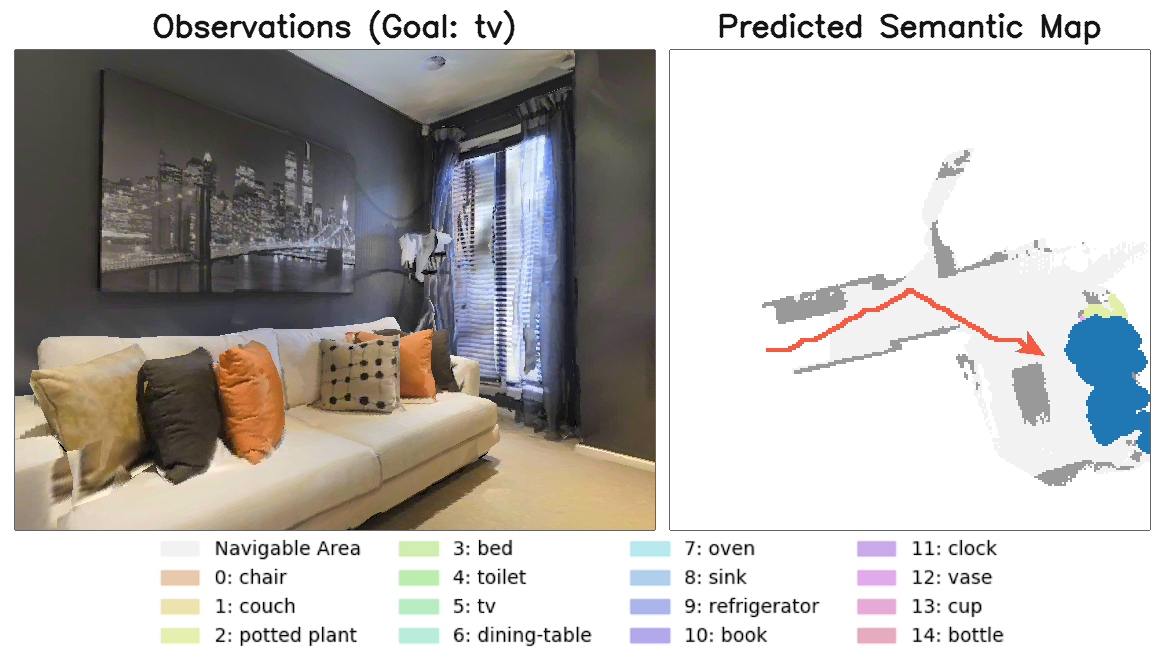 Observations (Goal: tv)
Predicted Semantic Map
Navigable Area
0: chair
1: couch
2: potted plant
3: bed
4: toilet
5: tv
6: dining-table
7: oven
8: sink
9: refrigerator
10: book
11: clock
12: vase
13: cup
14: bottle